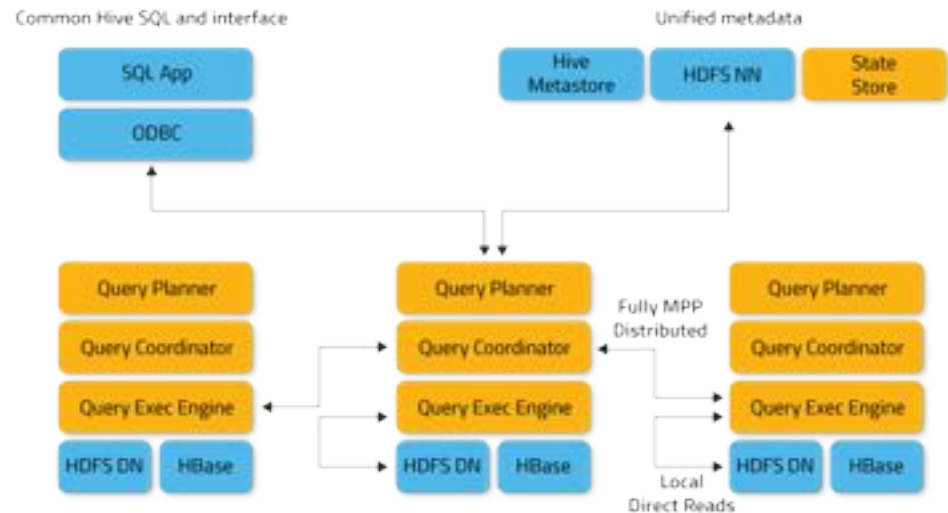 Common Hive SQL and interface
Unified metadata
SQL App
ODBC
Hive
Metastore
HDFS NN
State
Store
Query Planner
Query Coordinator
Query Exec Engine
HDFS DN
HBase
Query Planner
Query Coordinator
Query Exec Engine
HDFS DN
HBase
Fully MPP
Distributed
Query Planner
Query Coordinator
Query Exec Engine
HDFS DN
HBase
Local
Direct Reads